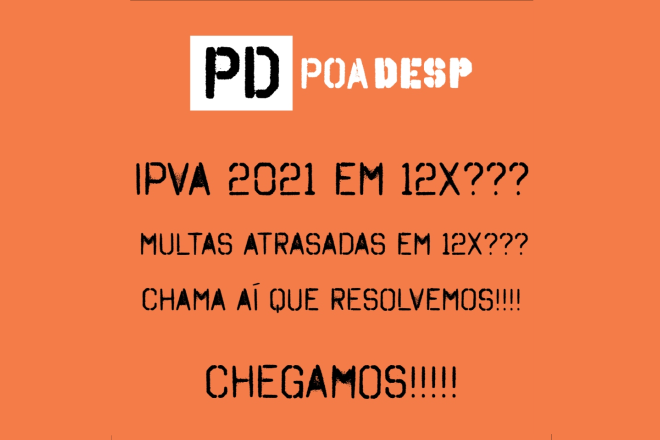 PD POADESP
IPVA 2021 EM 12X???
MULTAS ATRASADAS EM 12X???
CHAMA AÍ QUE RESOLVEMOS!!!!
CHEGAMOS!!!!!